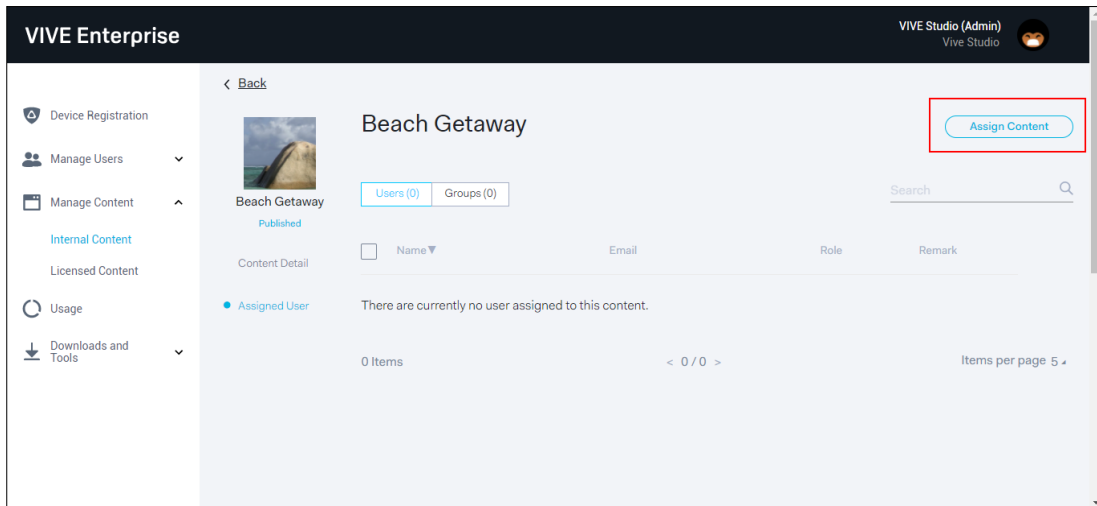 VIVE Enterprise
VIVE Studio (Admin)
Vive Studio
Device Registration
Manage Users
Manage Content
Internal Content
Licensed Content
Usage
Downloads and
Tools
< Back
Beach Getaway
Published
Content Detail
Assigned User
Beach Getaway
Assign Content
Users (0) Groups (0)
Search
Name▼ Email Role Remark
There are currently no user assigned to this content.
0 Items < 0 / 0 > Items per page 5